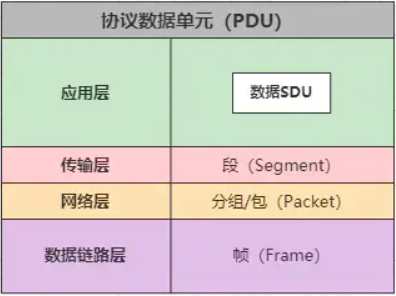 协议数据单元（PDU）
应用层 数据SDU
传输层 段（Segment）
网络层 分组/包（Packet）
数据链路层 帧（Frame）